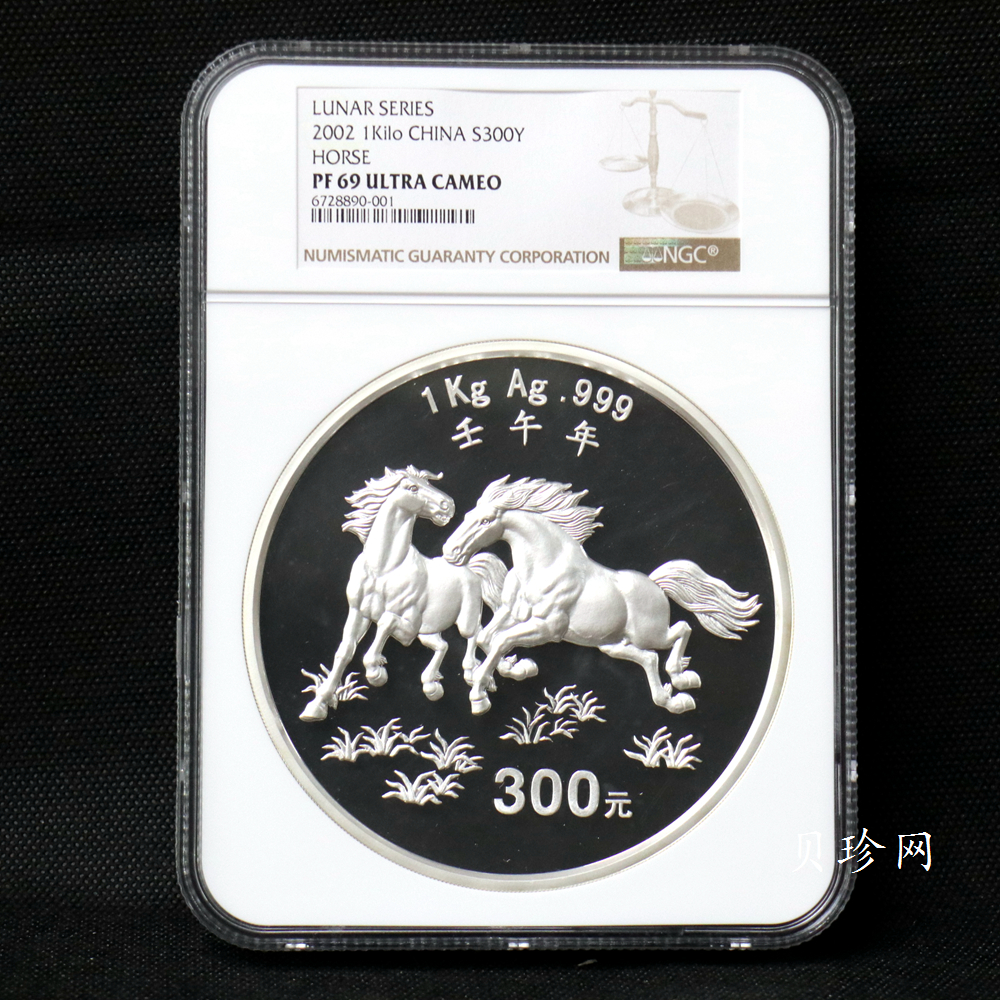 LUNAR SERIES
2002 1Kilo CHINA S300Y
HORSE
PF 69 ULTRA CAMEO
6728890-001
NUMISMATIC GUARANTY CORPORATION NGC®
1Kg Ag .999
壬午年
300元
贝珍网